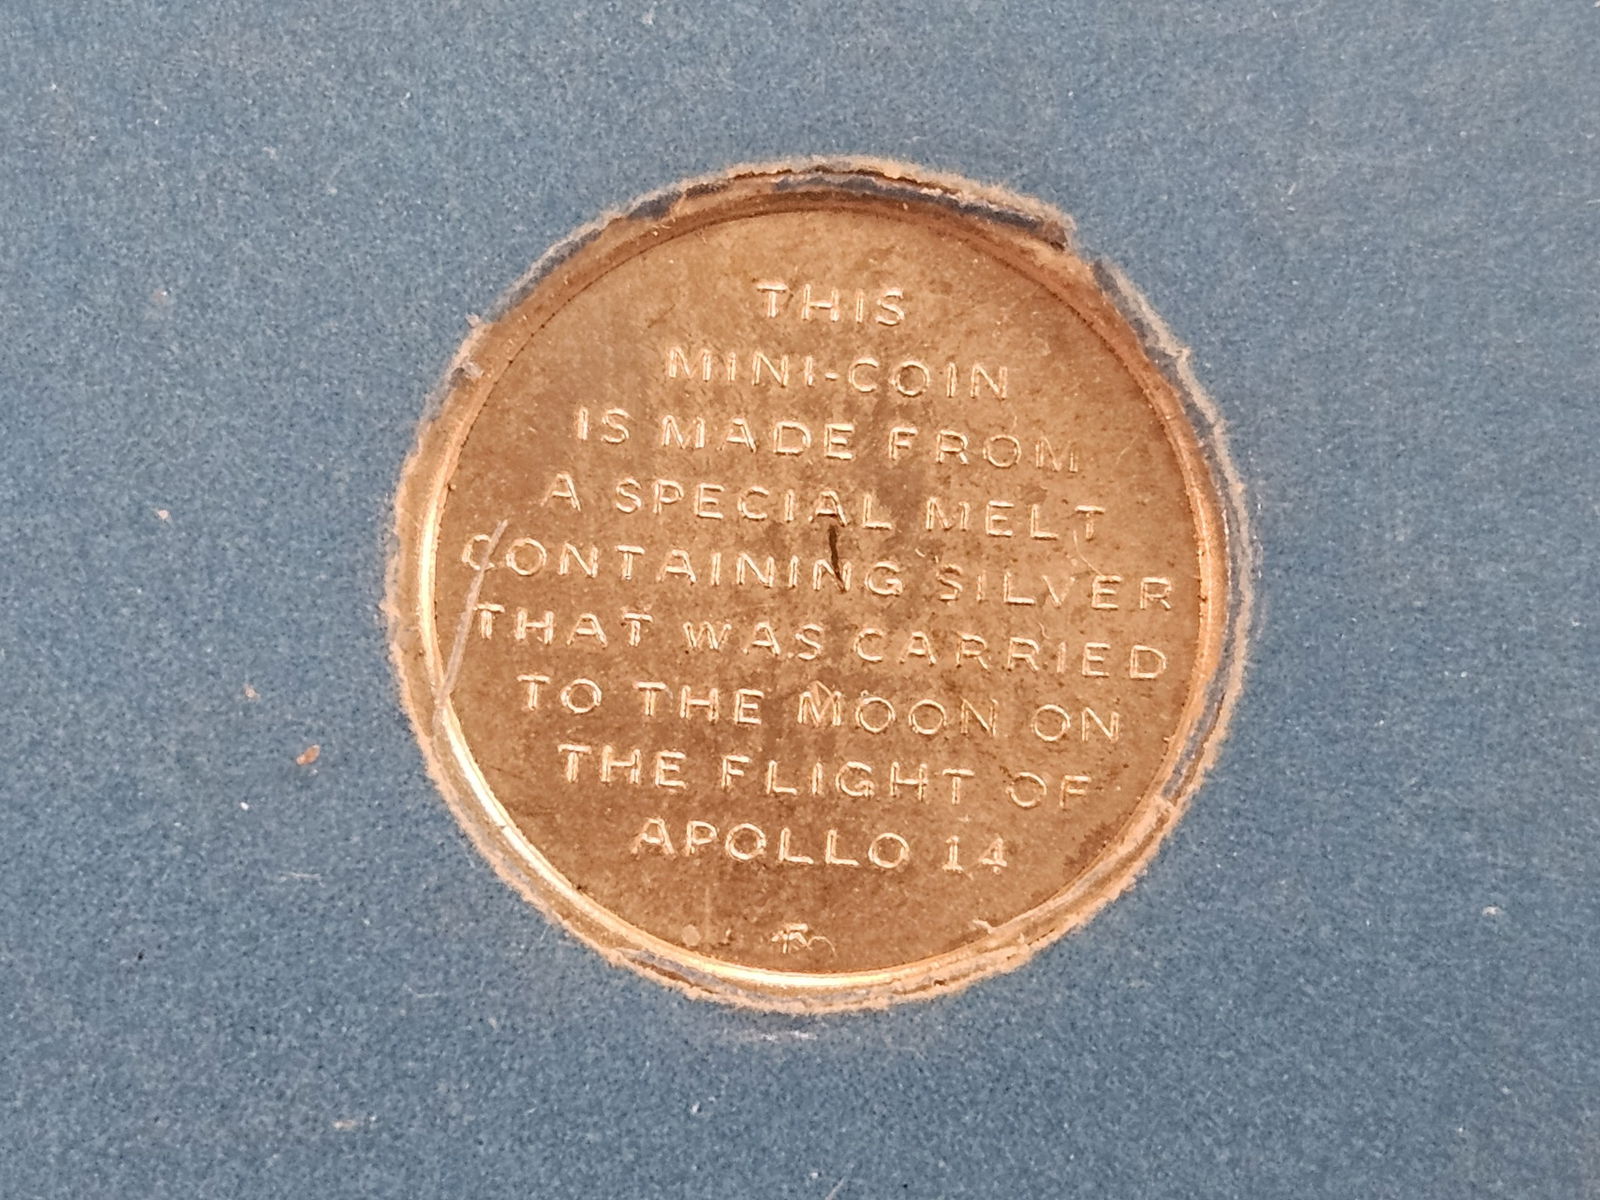 THIS
MINI-COIN
IS MADE FROM
A SPECIAL MELT
CONTAINING SILVER
THAT WAS CARRIED
TO THE MOON ON
THE FLIGHT OF
APOLLO 14